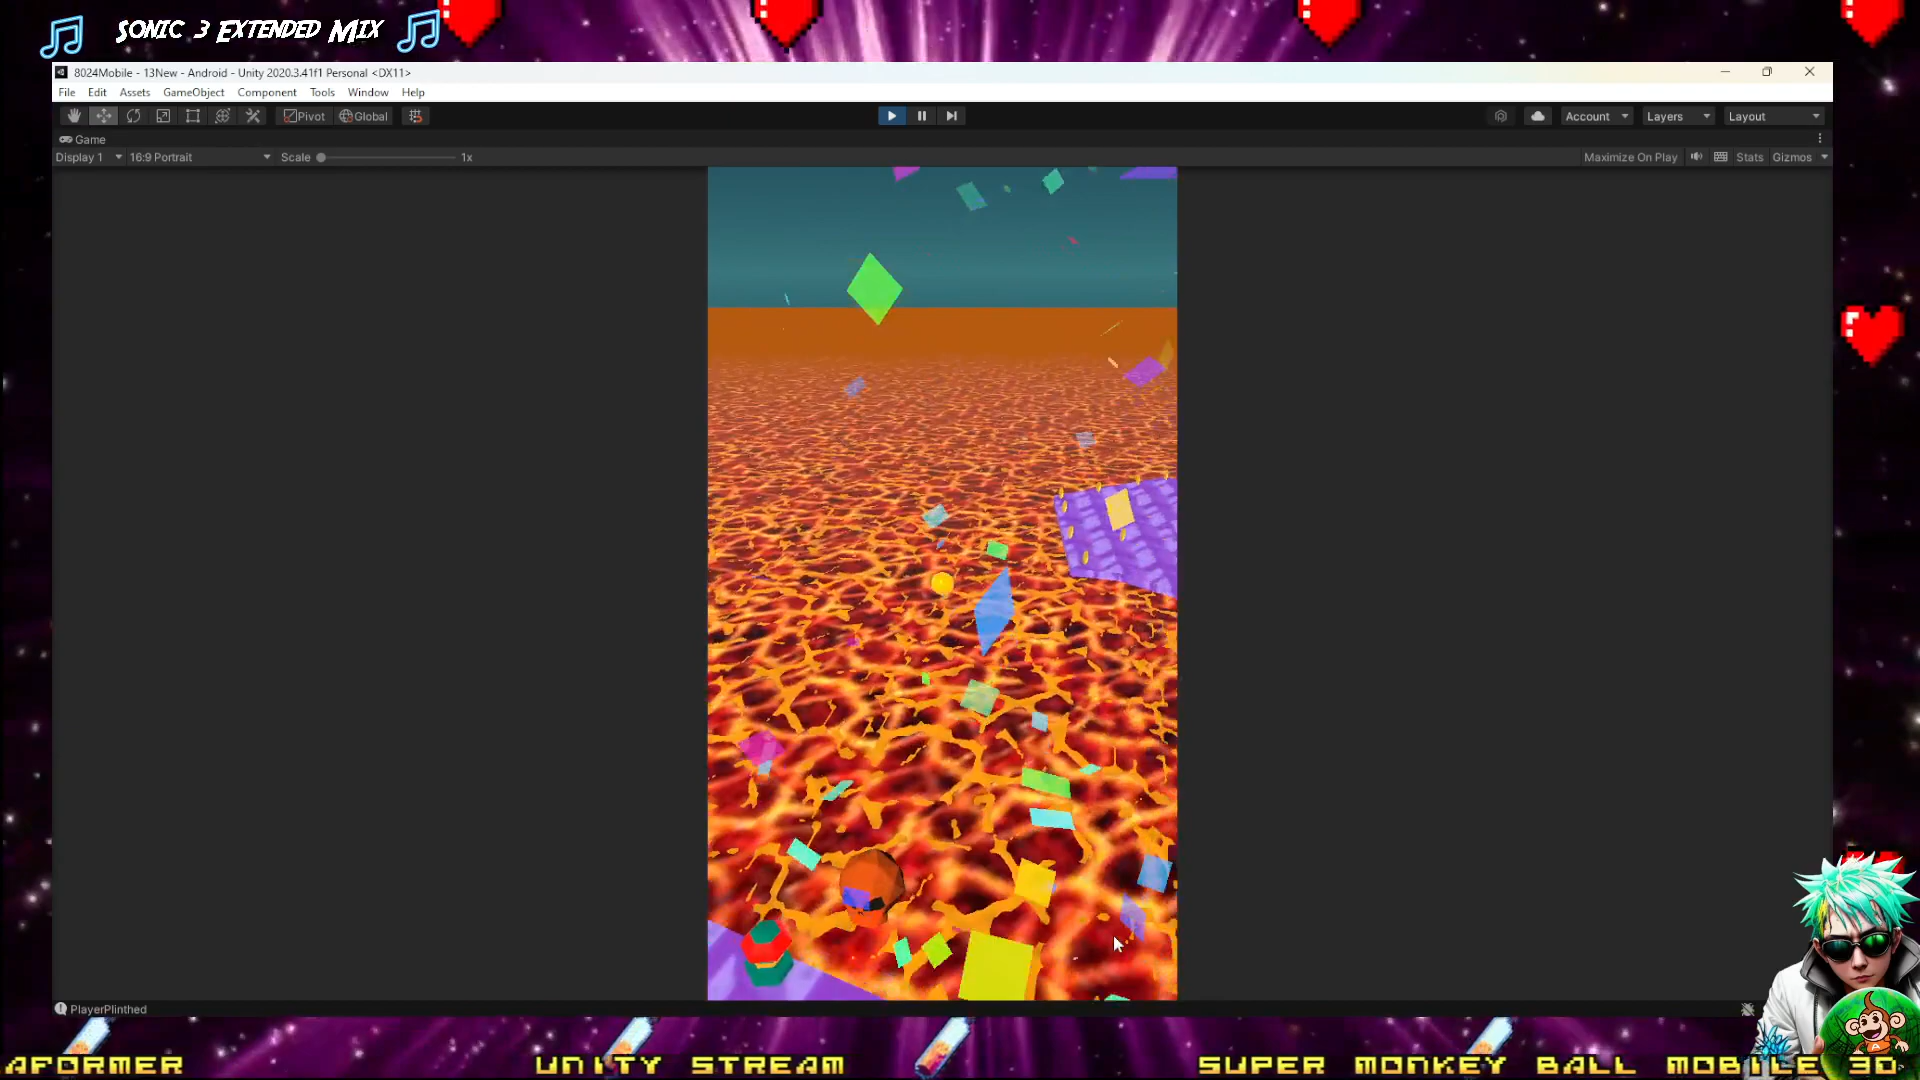 Sonic 3 Extended Mix
8024Mobile - 13New - Android - Unity 2020.3.41f1 Personal <DX11>
File Edit Assets GameObject Component Tools Window Help
Pivot Global Account Layers Layout
Game
Display 1 16:9 Portrait Scale 1x Maximize On Play Stats Gizmos
PlayerPlinthed
AFORMER UNITY STREAM SUPER MONKEY BALL MOBILE 3D